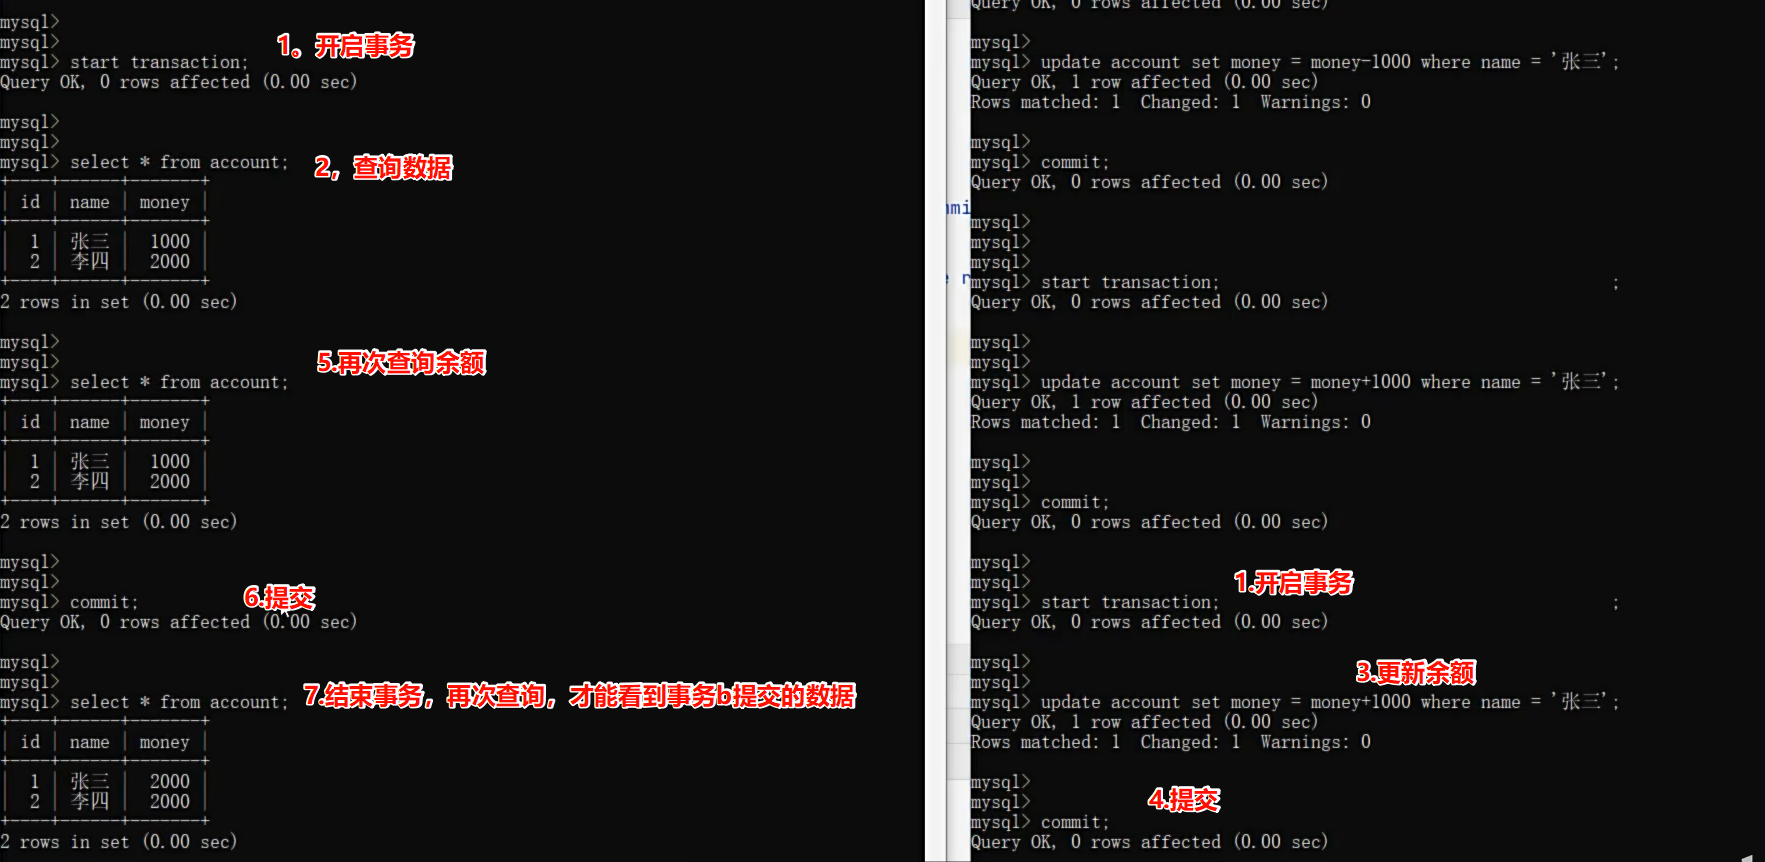 mysql>
mysql>
1。开启事务
mysql> start transaction;
Query OK, 0 rows affected (0.00 sec)
mysql>
mysql>
mysql> select * from account;
2，查询数据
+----+------+-------+
| id | name | money |
+----+------+-------+
| 1 | 张三 | 1000 |
| 2 | 李四 | 2000 |
+----+------+-------+
2 rows in set (0.00 sec)
mysql>
mysql>
5.再次查询余额
mysql> select * from account;
+----+------+-------+
| id | name | money |
+----+------+-------+
| 1 | 张三 | 1000 |
| 2 | 李四 | 2000 |
+----+------+-------+
2 rows in set (0.00 sec)
mysql>
mysql>
mysql> commit;
6.提交
Query OK, 0 rows affected (0.00 sec)
mysql>
mysql>
mysql> select * from account;
7.结束事务，再次查询，才能看到事务b提交的数据
+----+------+-------+
| id | name | money |
+----+------+-------+
| 1 | 张三 | 2000 |
| 2 | 李四 | 2000 |
+----+------+-------+
2 rows in set (0.00 sec)
Query OK, 0 rows affected (0.00 sec)
mysql>
mysql> update account set money = money-1000 where name = '张三';
Query OK, 1 row affected (0.00 sec)
Rows matched: 1 Changed: 1 Warnings: 0
mysql>
mysql> commit;
Query OK, 0 rows affected (0.00 sec)
mysql>
mysql>
mysql>
mysql> start transaction; ;
Query OK, 0 rows affected (0.00 sec)
mysql>
mysql>
mysql> update account set money = money+1000 where name = '张三';
Query OK, 1 row affected (0.00 sec)
Rows matched: 1 Changed: 1 Warnings: 0
mysql>
mysql>
mysql> commit;
Query OK, 0 rows affected (0.00 sec)
mysql>
mysql>
1.开启事务
mysql> start transaction; ;
Query OK, 0 rows affected (0.00 sec)
mysql>
mysql>
3.更新余额
mysql> update account set money = money+1000 where name = '张三';
Query OK, 1 row affected (0.00 sec)
Rows matched: 1 Changed: 1 Warnings: 0
mysql>
mysql>
4.提交
mysql> commit;
Query OK, 0 rows affected (0.00 sec)